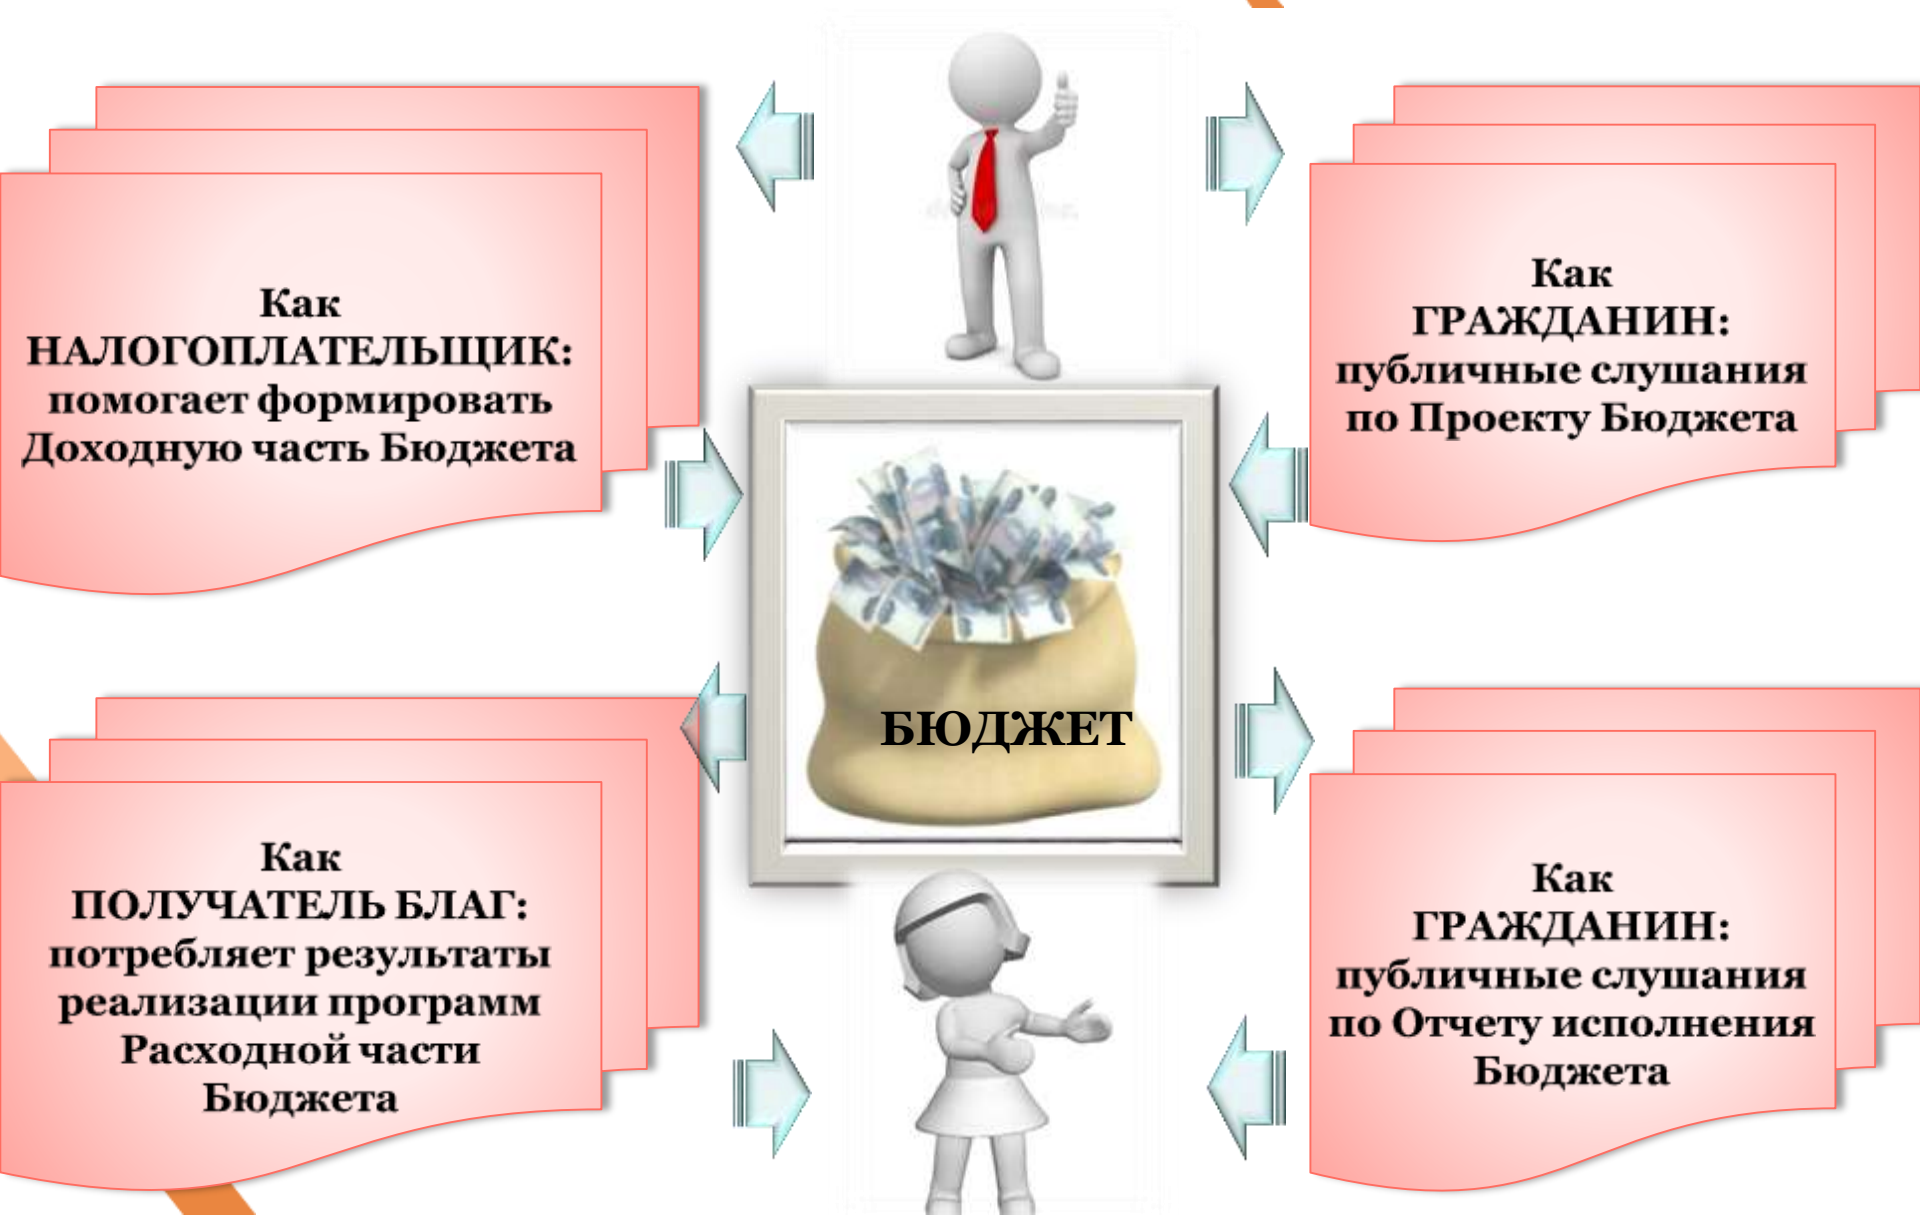 Как
НАЛОГОПЛАТЕЛЬЩИК:
помогает формировать
Доходную часть Бюджета
Как
ГРАЖДАНИН:
публичные слушания
по Проекту Бюджета
БЮДЖЕТ
Как
ПОЛУЧАТЕЛЬ БЛАГ:
потребляет результаты
реализации программ
Расходной части
Бюджета
Как
ГРАЖДАНИН:
публичные слушания
по Отчету исполнения
Бюджета